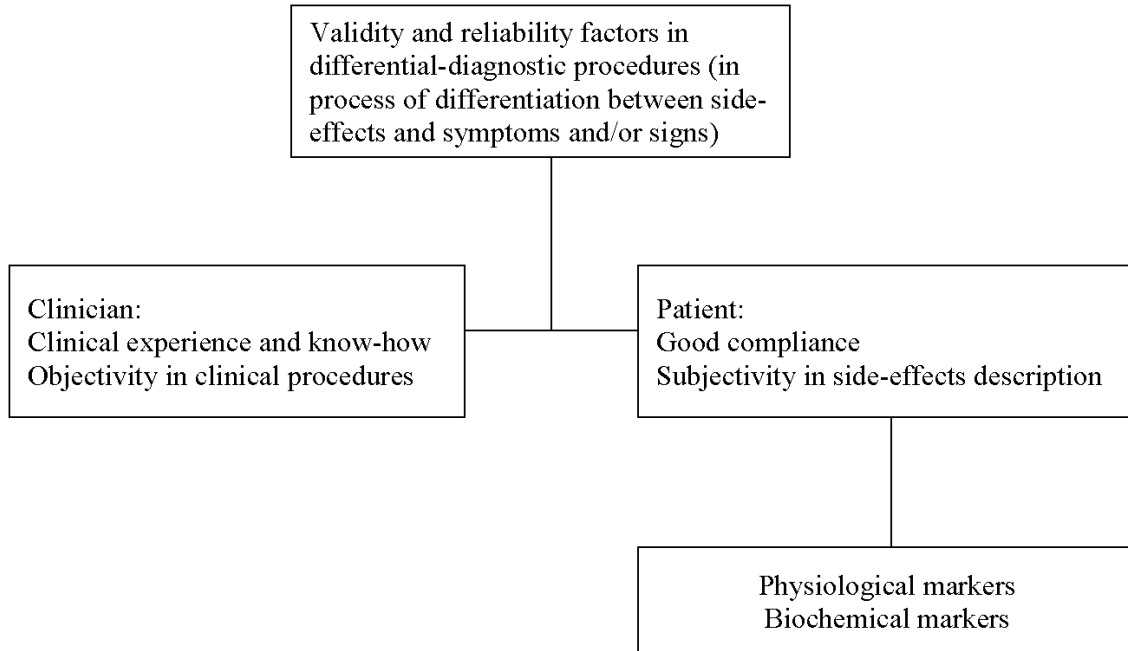 Validity and reliability factors in
differential-diagnostic procedures (in
process of differentiation between side-
effects and symptoms and/or signs)
Clinician:
Clinical experience and know-how
Objectivity in clinical procedures
Patient:
Good compliance
Subjectivity in side-effects description
Physiological markers
Biochemical markers